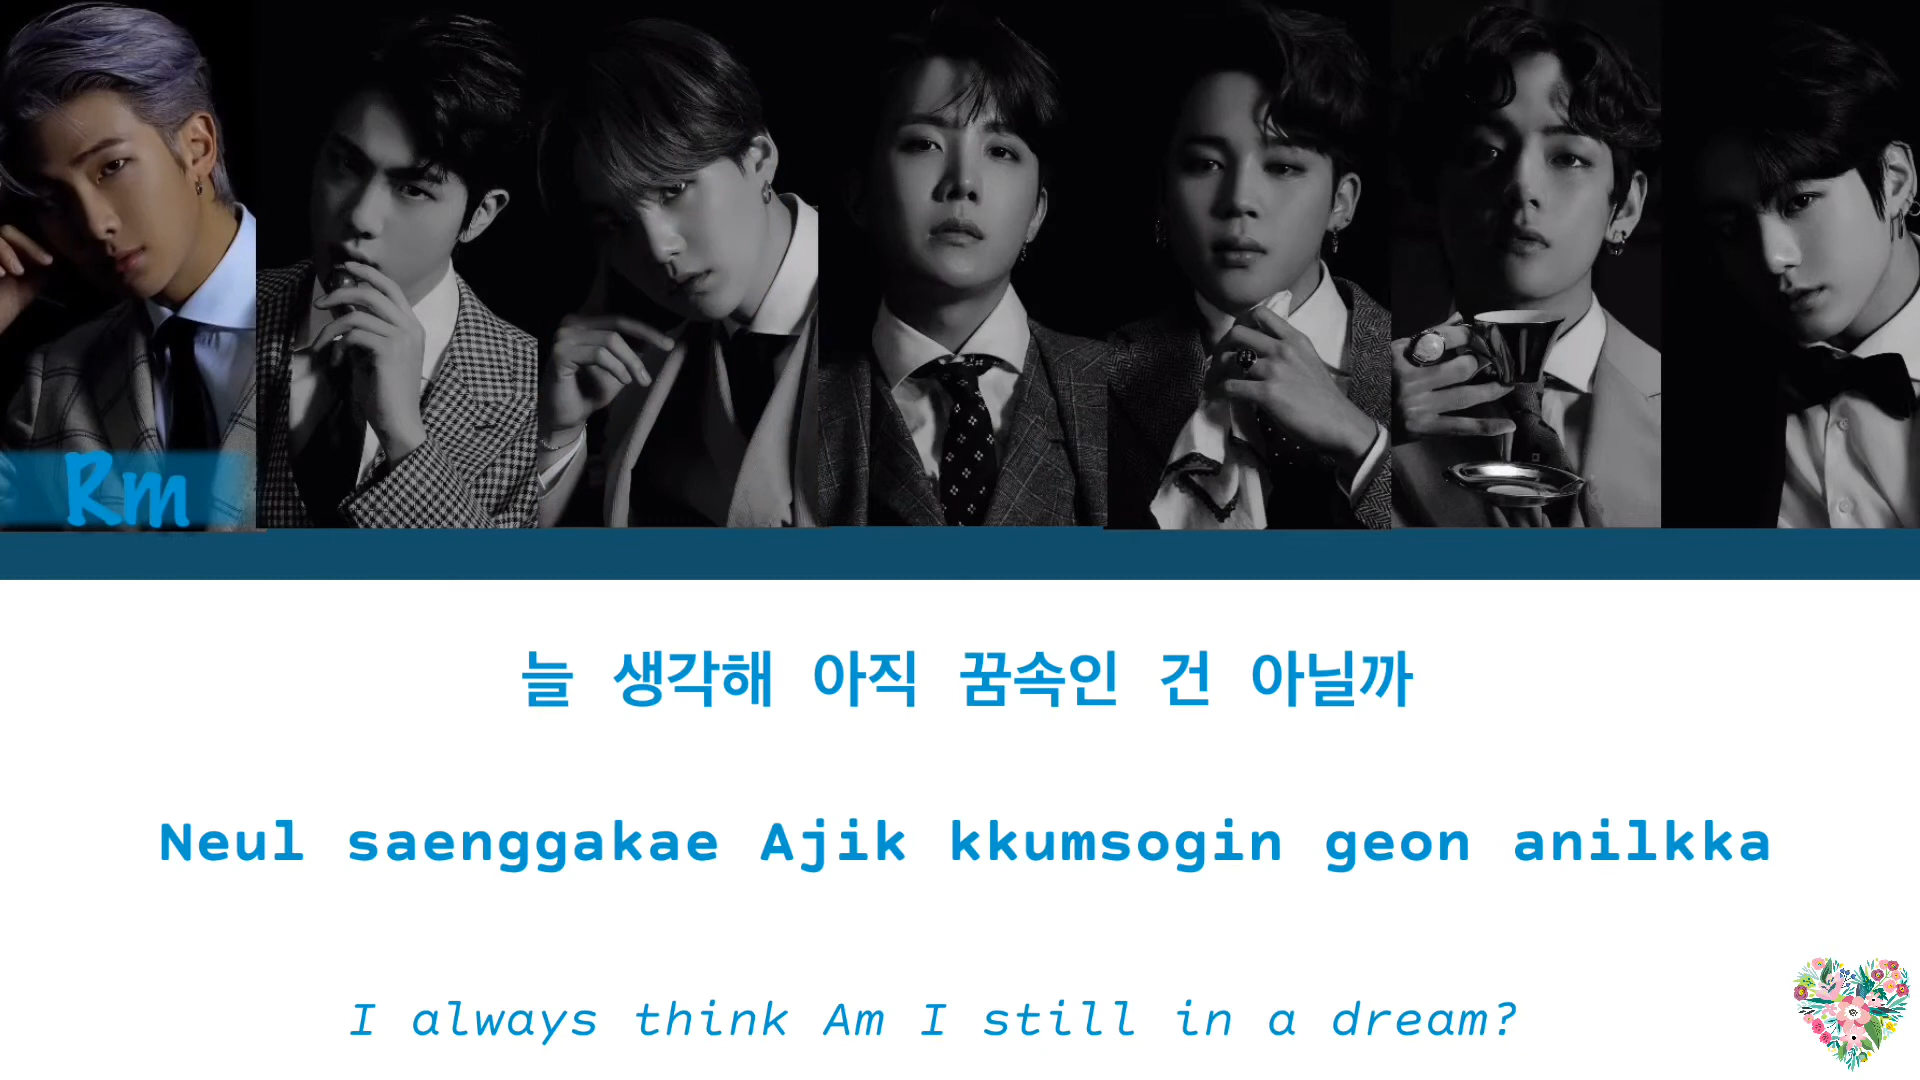 Rm
늘 생각해 아직 꿈속인 건 아닐까
Neul saenggakae Ajik kkumsogin geon anilkka
I always think Am I still in a dream?